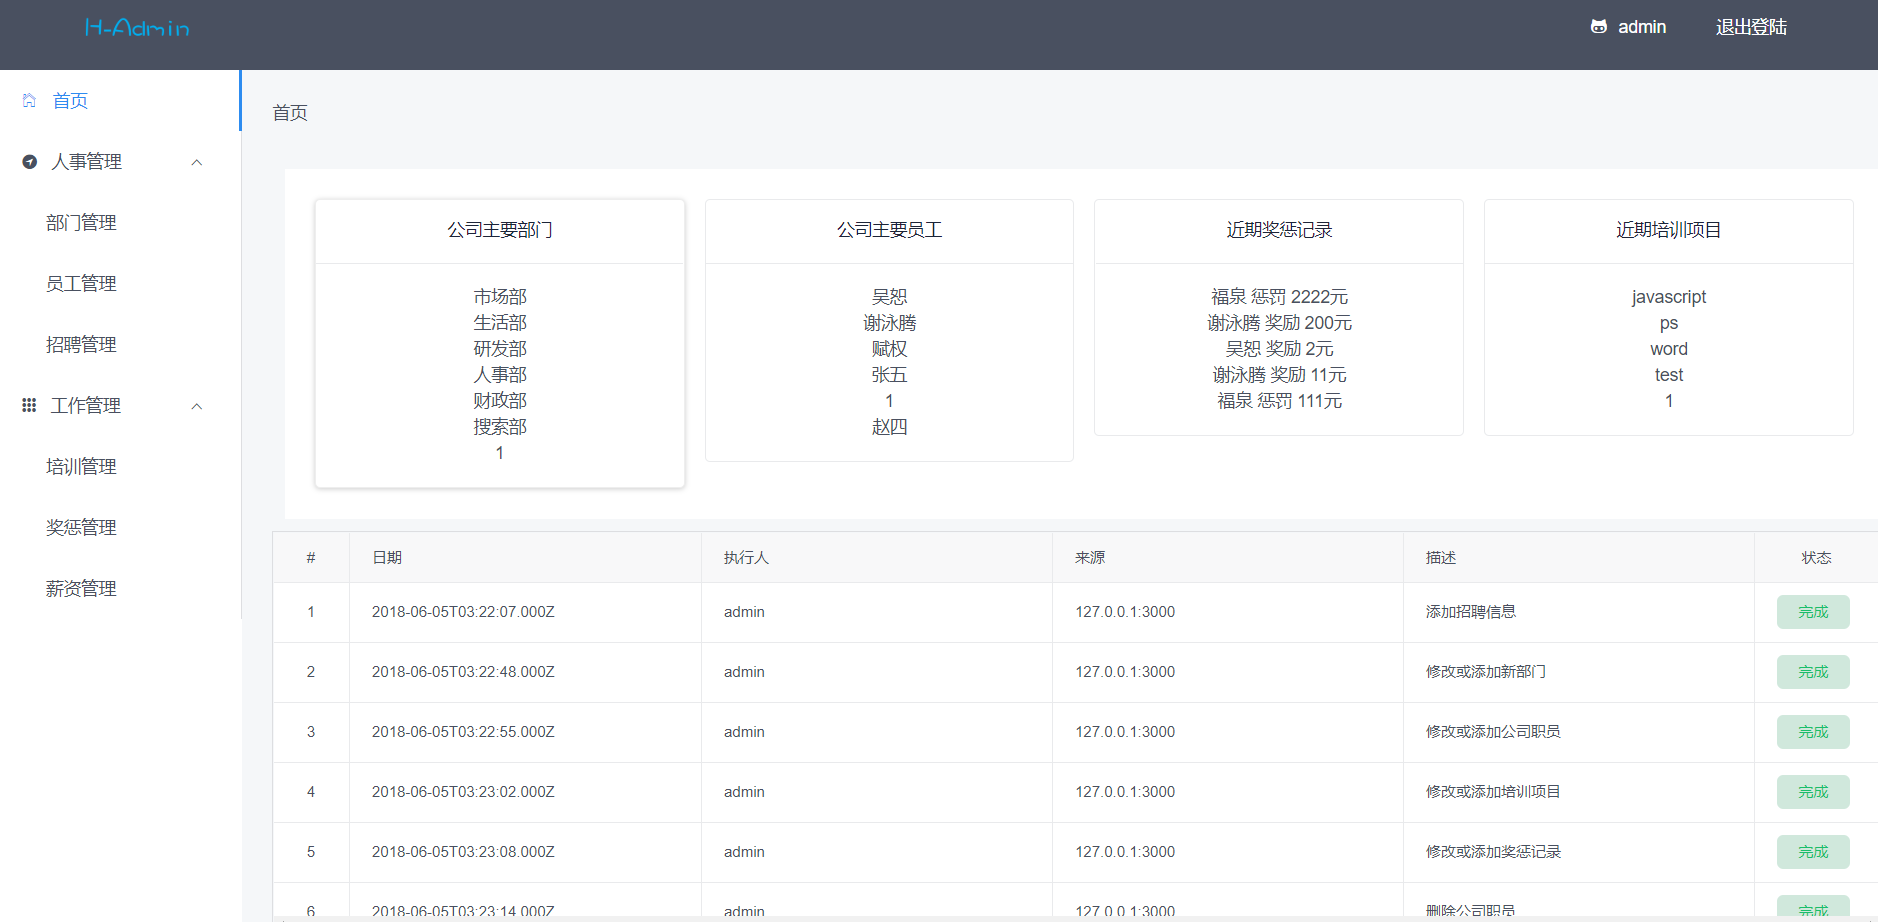 H-Admin
admin 退出登陆
首页
人事管理
部门管理
员工管理
招聘管理
工作管理
培训管理
奖惩管理
薪资管理
首页
公司主要部门
市场部
生活部
研发部
人事部
财政部
搜索部
1
公司主要员工
吴恕
谢泳腾
赋权
张五
1
赵四
近期奖惩记录
福泉 惩罚 2222元
谢泳腾 奖励 200元
吴恕 奖励 2元
谢泳腾 奖励 11元
福泉 惩罚 111元
近期培训项目
javascript
ps
word
test
1
# 日期 执行人 来源 描述 状态
1 2018-06-05T03:22:07.000Z admin 127.0.0.1:3000 添加招聘信息 完成
2 2018-06-05T03:22:48.000Z admin 127.0.0.1:3000 修改或添加新部门 完成
3 2018-06-05T03:22:55.000Z admin 127.0.0.1:3000 修改或添加公司职员 完成
4 2018-06-05T03:23:02.000Z admin 127.0.0.1:3000 修改或添加培训项目 完成
5 2018-06-05T03:23:08.000Z admin 127.0.0.1:3000 修改或添加奖惩记录 完成
6 2018-06-05T03:23:14.000Z admin 127.0.0.1:3000 删除公司职员 完成